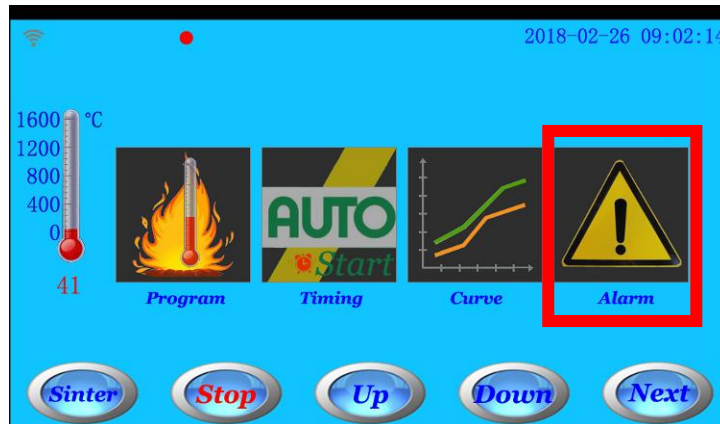 2018-02-26 09:02:14
1600 ℃
1200
800
400
0
41
AUTO
Start
Program
Timing
Curve
Alarm
Sinter
Stop
Up
Down
Next